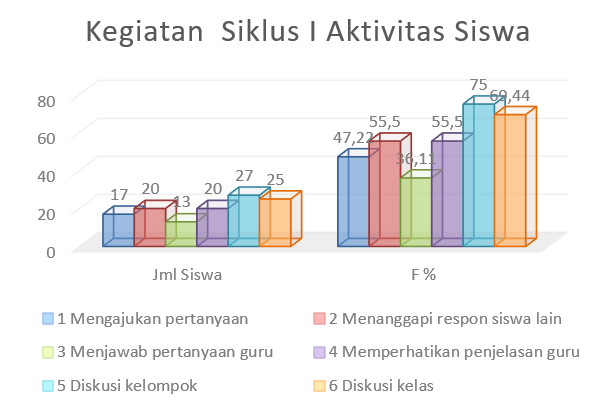 Kegiatan  Siklus I Aktivitas Siswa
75
69,44
80
55,5
55,5
47,22
60
36,11
40
27
25
20
20
17
13
20
0
Jml Siswa
F %
1 Mengajukan pertanyaan
2 Menanggapi respon siswa lain
3 Menjawab pertanyaan guru
4 Memperhatikan penjelasan guru
5 Diskusi kelompok
6 Diskusi kelas